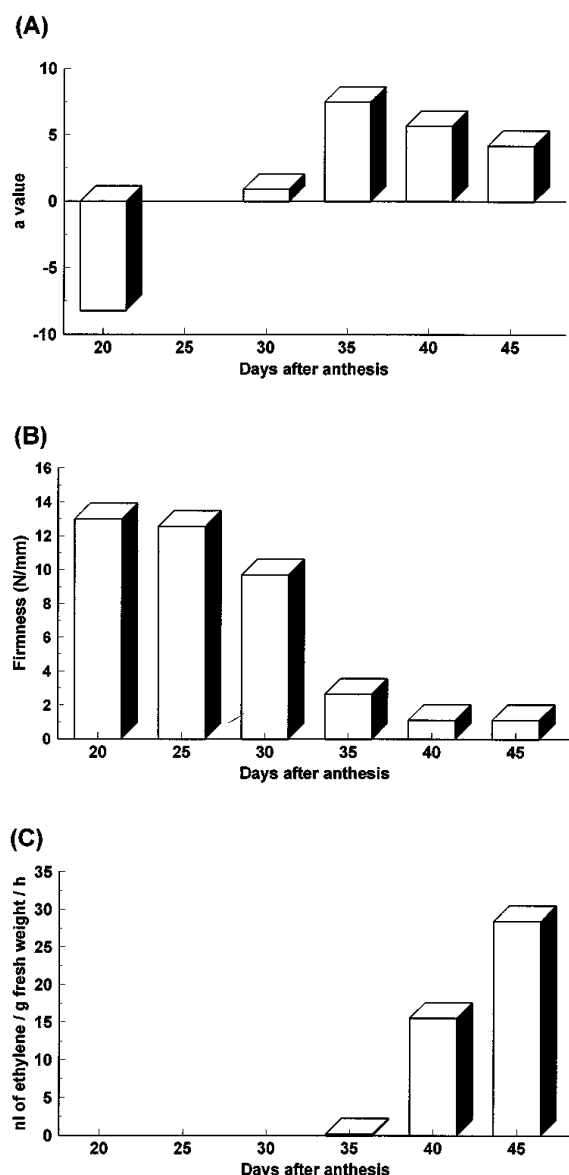 (A)
10
5
0
-5
-10
a value
20 25 30 35 40 45
Days after anthesis
(B)
16
14
12
10
8
6
4
2
0
Firmness (N/mm)
20 25 30 35 40 45
Days after anthesis
(C)
35
30
25
20
15
10
5
0
nl of ethylene / g fresh weight / h
20 25 30 35 40 45
Days after anthesis